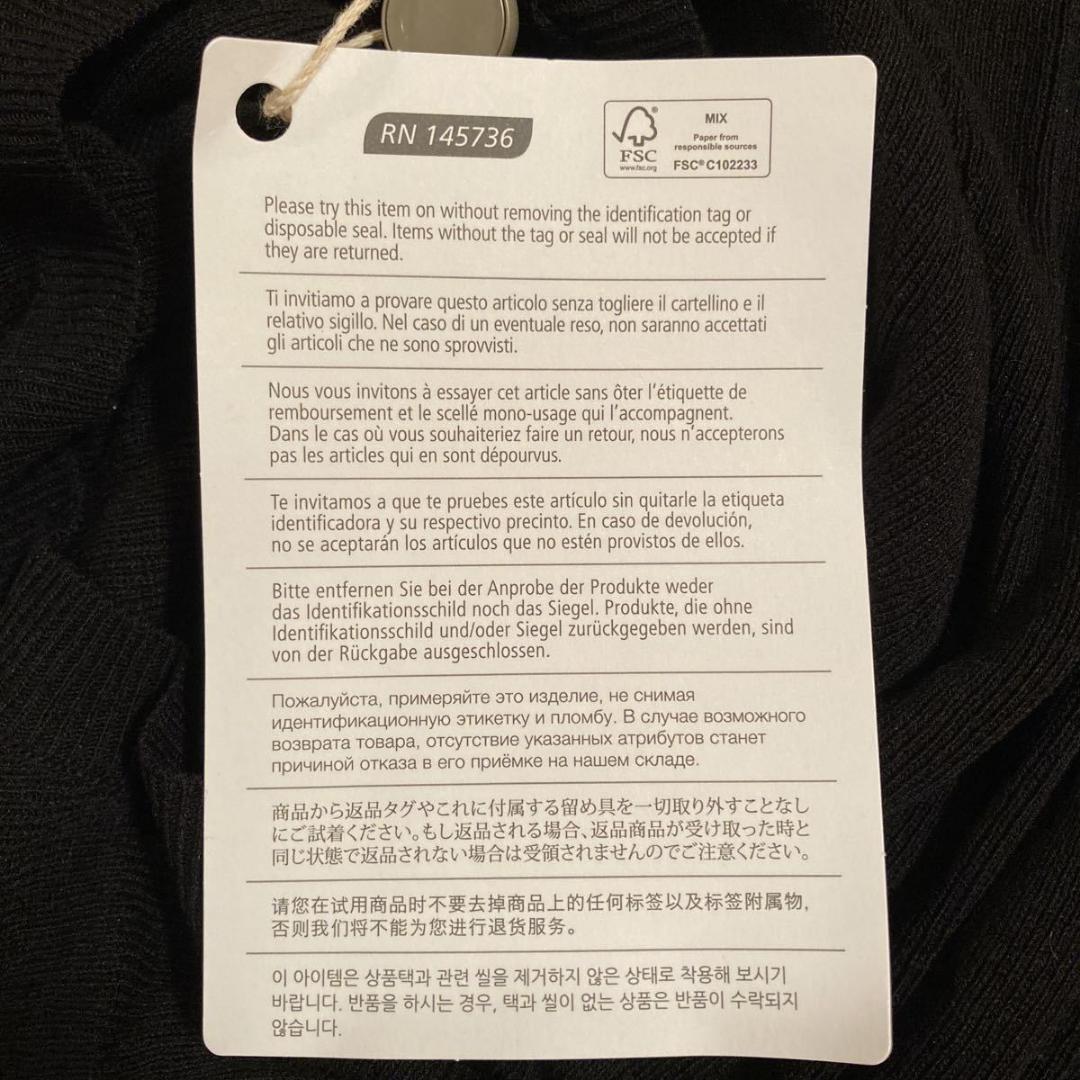 RN 145736
FSC®
www.fsc.org
MIX
Paper from
responsible sources
FSC® C102233
Please try this item on without removing the identification tag or
disposable seal. Items without the tag or seal will not be accepted if
they are returned.
Ti invitiamo a provare questo articolo senza togliere il cartellino e il
relativo sigillo. Nel caso di un eventuale reso, non saranno accettati
gli articoli che ne sono sprovvisti.
Nous vous invitons à essayer cet article sans ôter l'étiquette de
remboursement et le scellé mono-usage qui l'accompagnent.
Dans le cas où vous souhaiteriez faire un retour, nous n'accepterons
pas les articles qui en sont dépourvus.
Te invitamos a que te pruebes este artículo sin quitarle la etiqueta
identificadora y su respectivo precinto. En caso de devolución,
no se aceptarán los artículos que no estén provistos de ellos.
Bitte entfernen Sie bei der Anprobe der Produkte weder
das Identifikationsschild noch das Siegel. Produkte, die ohne
Identifikationsschild und/oder Siegel zurückgegeben werden, sind
von der Rückgabe ausgeschlossen.
Пожалуйста, примеряйте это изделие, не снимая
идентификационную этикетку и пломбу. В случае возможного
возврата товара, отсутствие указанных атрибутов станет
причиной отказа в его приёмке на нашем складе.
商品から返品タグやこれに付属する留め具を一切取り外すことなし
にご試着ください。もし返品される場合、返品商品が受け取った時と
同じ状態で返品されない場合は受領されませんのでご注意ください。
请您在试用商品时不要去掉商品上的任何标签以及标签附属物,
否则我们将不能为您进行退货服务。
이 아이템은 상품택과 관련 씰을 제거하지 않은 상태로 착용해 보시기
바랍니다. 반품을 하시는 경우, 택과 씰이 없는 상품은 반품이 수락되지
않습니다.